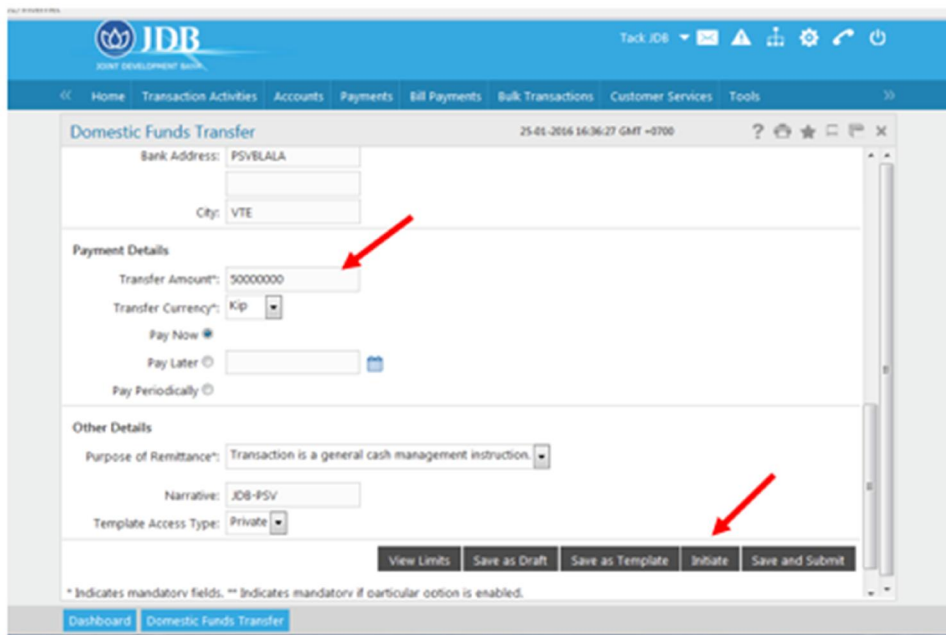 JDB
JOINT DEVELOPMENT BANK
Tack JDB
Home Transaction Activities Accounts Payments Bill Payments Bulk Transactions Customer Services Tools
Domestic Funds Transfer 25-01-2016 16:36:27 GMT +0700
Bank Address: PSVBLALA
City: VTE
Payment Details
Transfer Amount*: 50000000
Transfer Currency*: Kip
Pay Now
Pay Later
Pay Periodically
Other Details
Purpose of Remittance*: Transaction is a general cash management instruction.
Narrative: JDB-PSV
Template Access Type: Private
View Limits Save as Draft Save as Template Initiate Save and Submit
* Indicates mandatory fields. ** Indicates mandatory if particular option is enabled.
Dashboard Domestic Funds Transfer